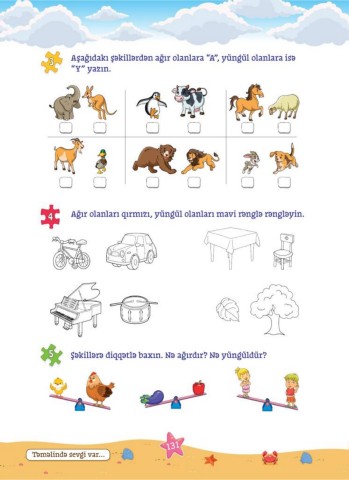 3 Aşağıdakı şəkillərdən ağır olanlara "A", yüngül olanlara isə
"Y" yazın.
4 Ağır olanları qırmızı, yüngül olanları mavi rənglə rəngləyin.
5 Şəkillərə diqqətlə baxın. Nə ağırdır? Nə yüngüldür?
131
Təməlində sevgi var...